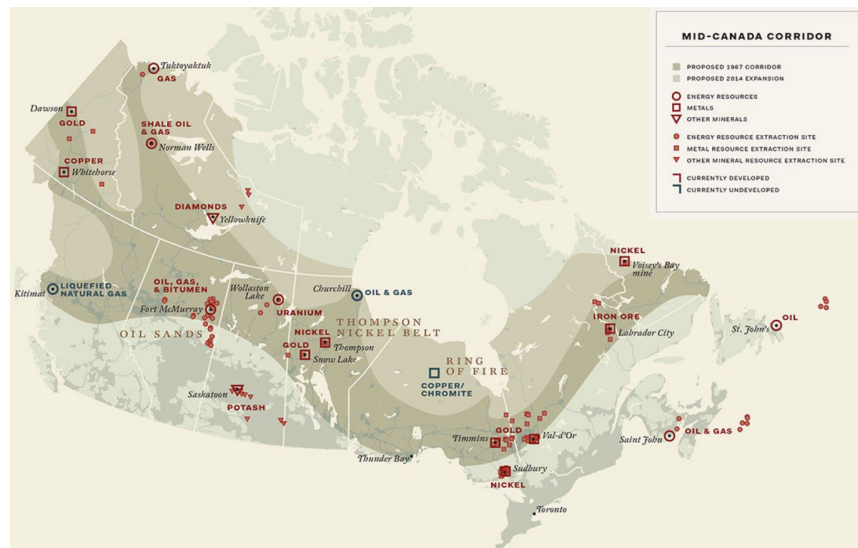 MID-CANADA CORRIDOR
PROPOSED 1967 CORRIDOR
PROPOSED 2014 EXPANSION
ENERGY RESOURCES
METALS
OTHER MINERALS
ENERGY RESOURCE EXTRACTION SITE
METAL RESOURCE EXTRACTION SITE
OTHER MINERAL RESOURCE EXTRACTION SITE
CURRENTLY DEVELOPED
CURRENTLY UNDEVELOPED
Tuktoyaktuk
GAS
Dawson
GOLD
SHALE OIL
& GAS
Norman Wells
COPPER
Whitehorse
DIAMONDS
Yellowknife
NICKEL
Voisey's Bay
mine
Kitimat
LIQUEFIED
NATURAL GAS
OIL, GAS,
& BITUMEN
Fort McMurray
OIL SANDS
Wollaston
Lake
URANIUM
Churchill
OIL & GAS
THOMPSON
NICKEL BELT
NICKEL
Thompson
GOLD
Snow Lake
RING
OF FIRE
COPPER/
CHROMITE
IRON ORE
Labrador City
OIL
St. John's
Saskatoon
POTASH
GOLD
Timmins
Val-d'Or
Saint John
OIL & GAS
Thunder Bay
Sudbury
NICKEL
Toronto